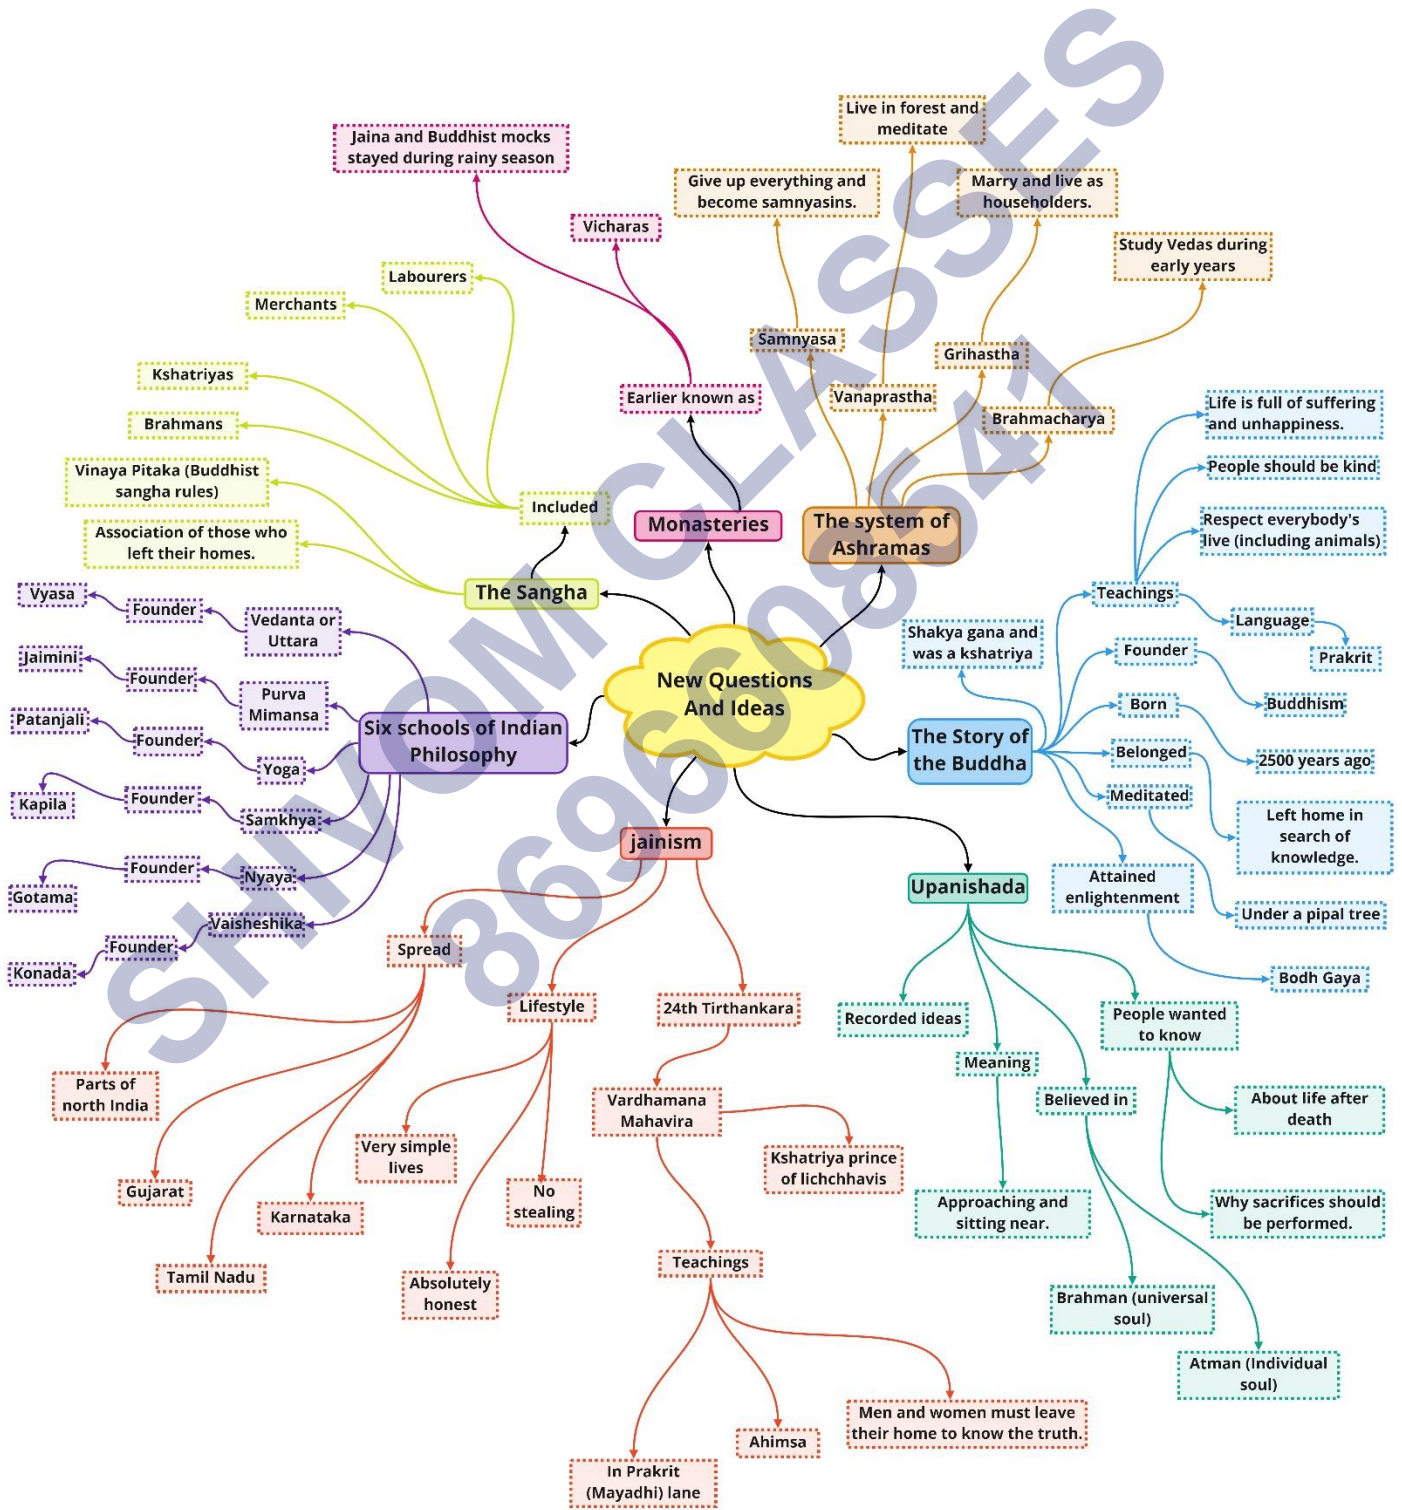 SHIVOM CLASSES
8696608541
New Questions
And Ideas
Monasteries
Earlier known as
Vicharas
Jaina and Buddhist mocks
stayed during rainy season
The system of
Ashramas
Samnyasa
Give up everything and
become samnyasins.
Vanaprastha
Live in forest and
meditate
Grihastha
Marry and live as
householders.
Brahmacharya
Study Vedas during
early years
The Sangha
Included
Labourers
Merchants
Kshatriyas
Brahmans
Vinaya Pitaka (Buddhist
sangha rules)
Association of those who
left their homes.
Six schools of Indian
Philosophy
Vedanta or
Uttara
Founder
Vyasa
Purva
Mimansa
Founder
Jaimini
Yoga
Founder
Patanjali
Samkhya
Founder
Kapila
Nyaya
Founder
Gotama
Vaisheshika
Founder
Konada
The Story of
the Buddha
Shakya gana and
was a kshatriya
Teachings
Life is full of suffering
and unhappiness.
People should be kind
Respect everybody's
live (including animals)
Language
Prakrit
Founder
Buddhism
Born
2500 years ago
Belonged
Left home in
search of
knowledge.
Meditated
Under a pipal tree
Attained
enlightenment
Bodh Gaya
jainism
Spread
Parts of
north India
Gujarat
Tamil Nadu
Karnataka
Lifestyle
Very simple
lives
Absolutely
honest
No
stealing
24th Tirthankara
Vardhamana
Mahavira
Kshatriya prince
of lichchhavis
Teachings
In Prakrit
(Mayadhi) lane
Ahimsa
Men and women must leave
their home to know the truth.
Upanishada
Recorded ideas
Meaning
Approaching and
sitting near.
Believed in
Brahman (universal
soul)
Atman (Individual
soul)
People wanted
to know
About life after
death
Why sacrifices should
be performed.